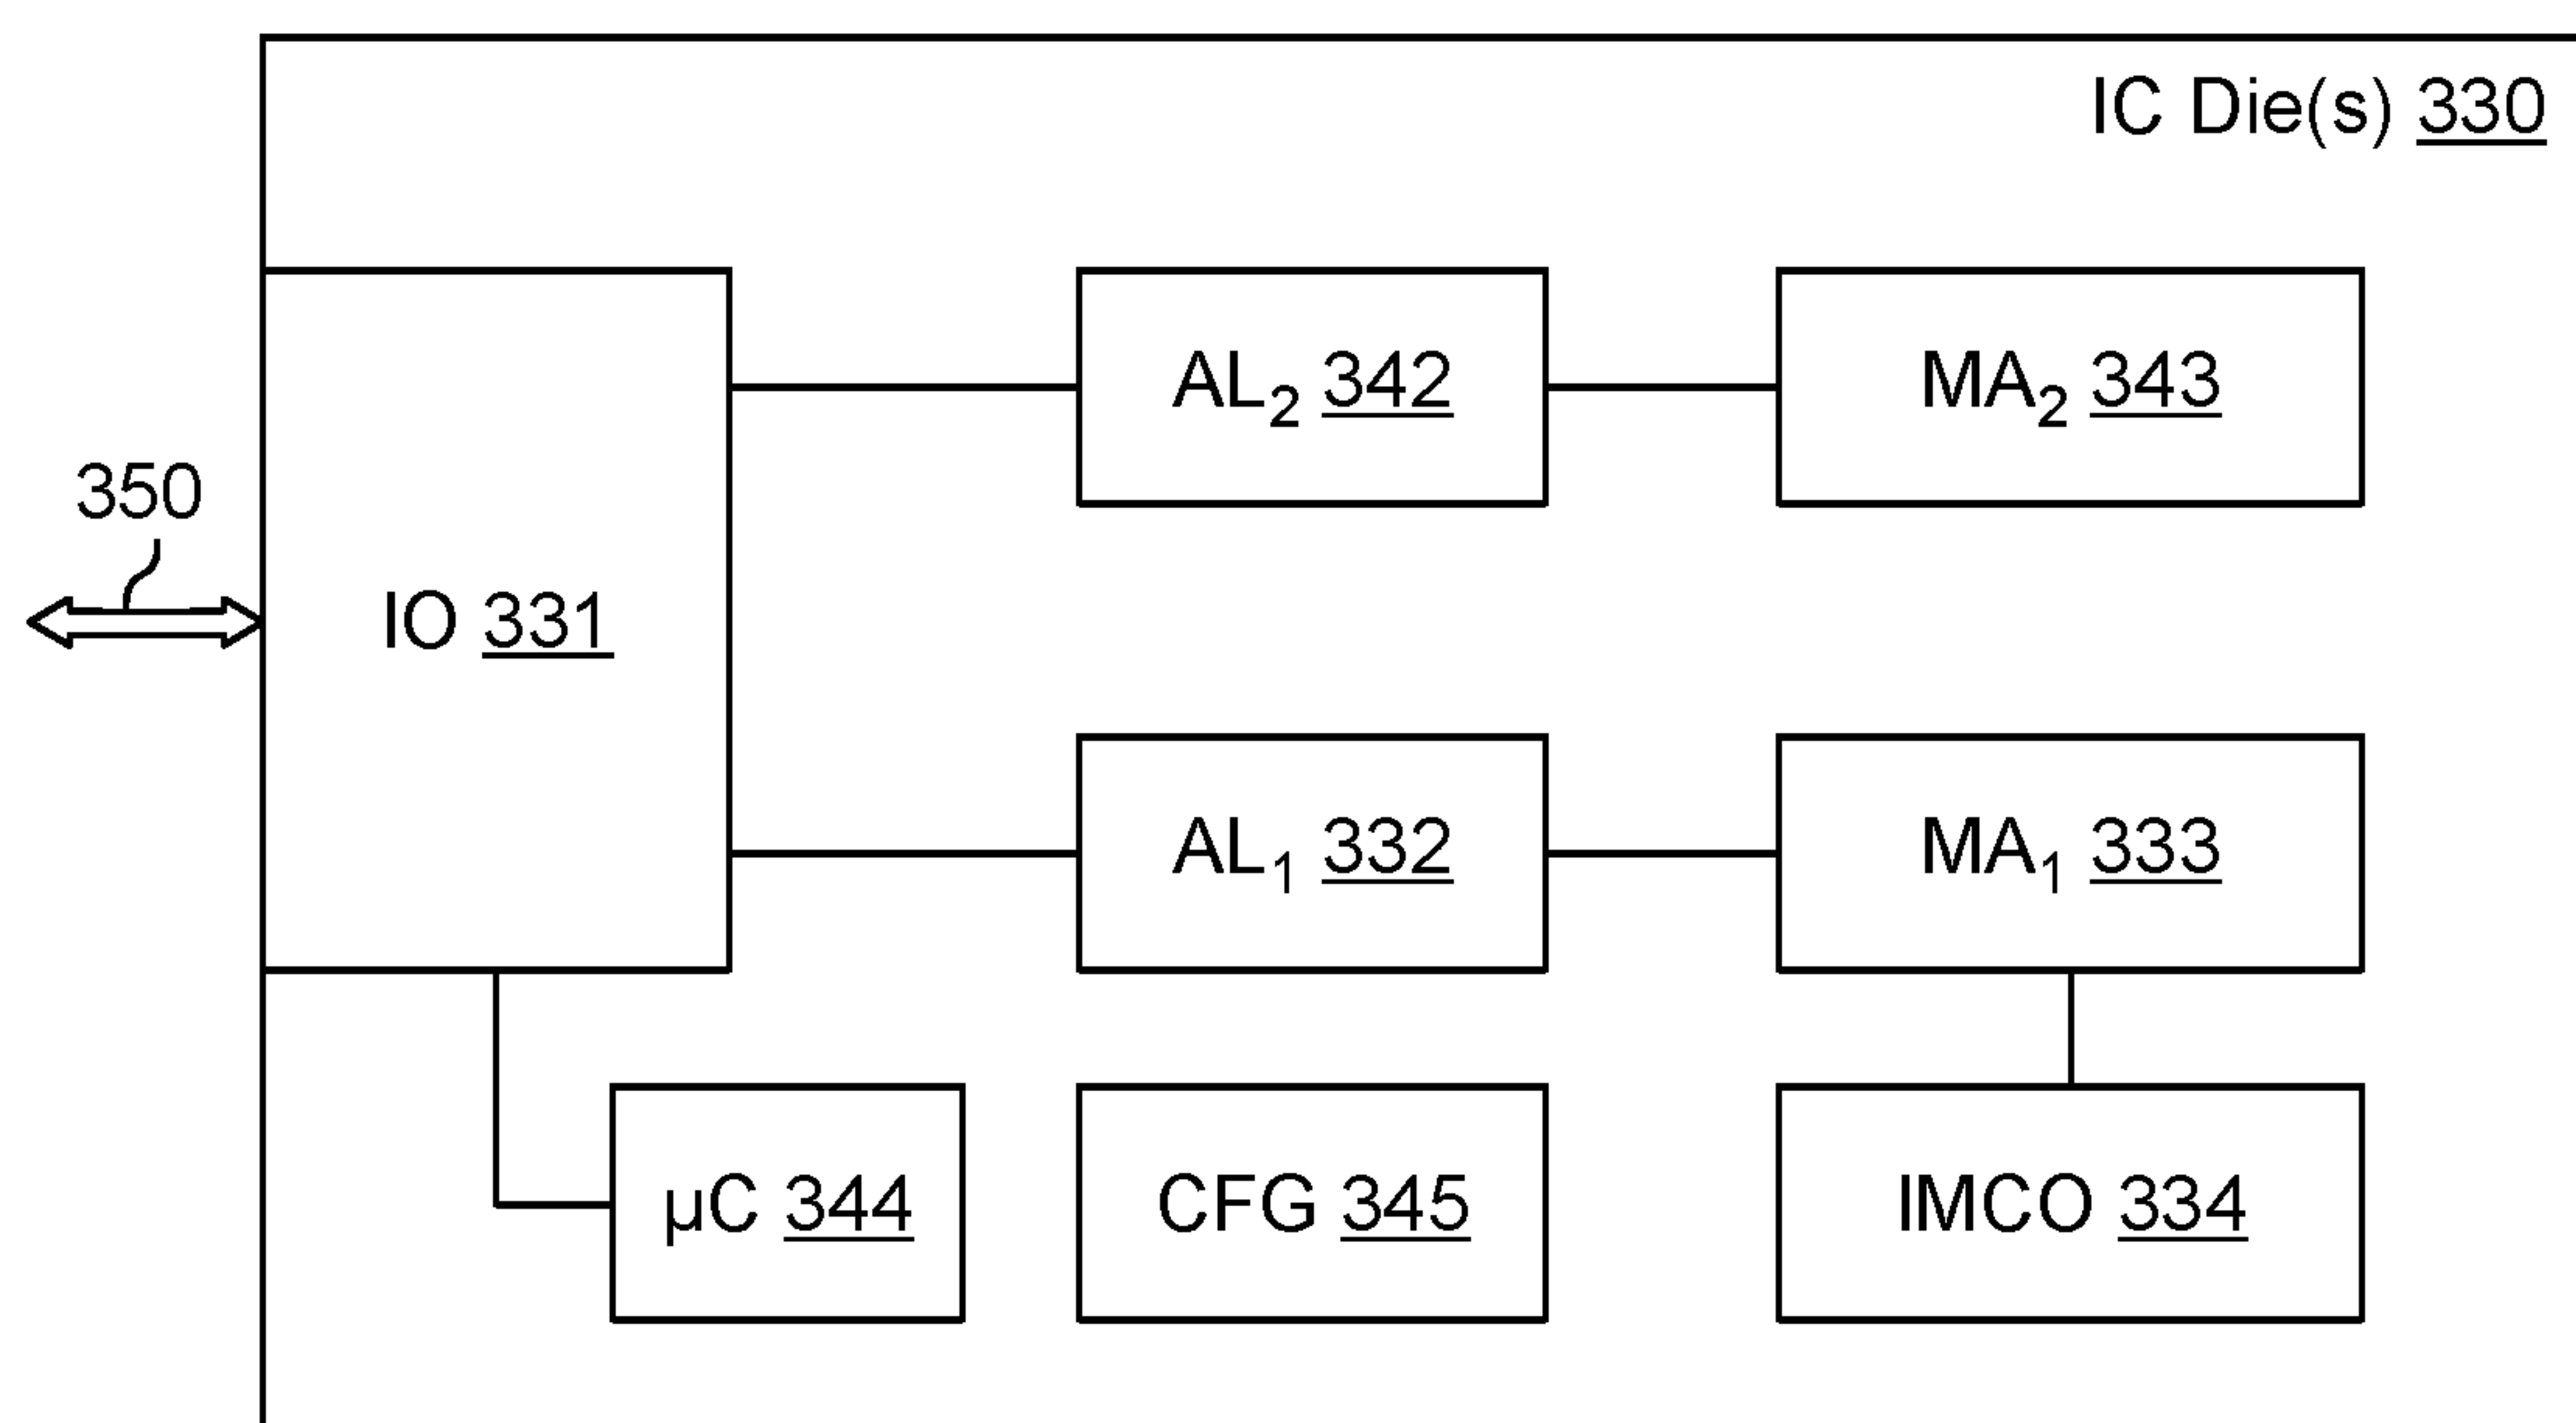 IC Die(s) 330
AL₂ 342
MA₂ 343
350
IO 331
AL₁ 332
MA₁ 333
µC 344
CFG 345
IMCO 334